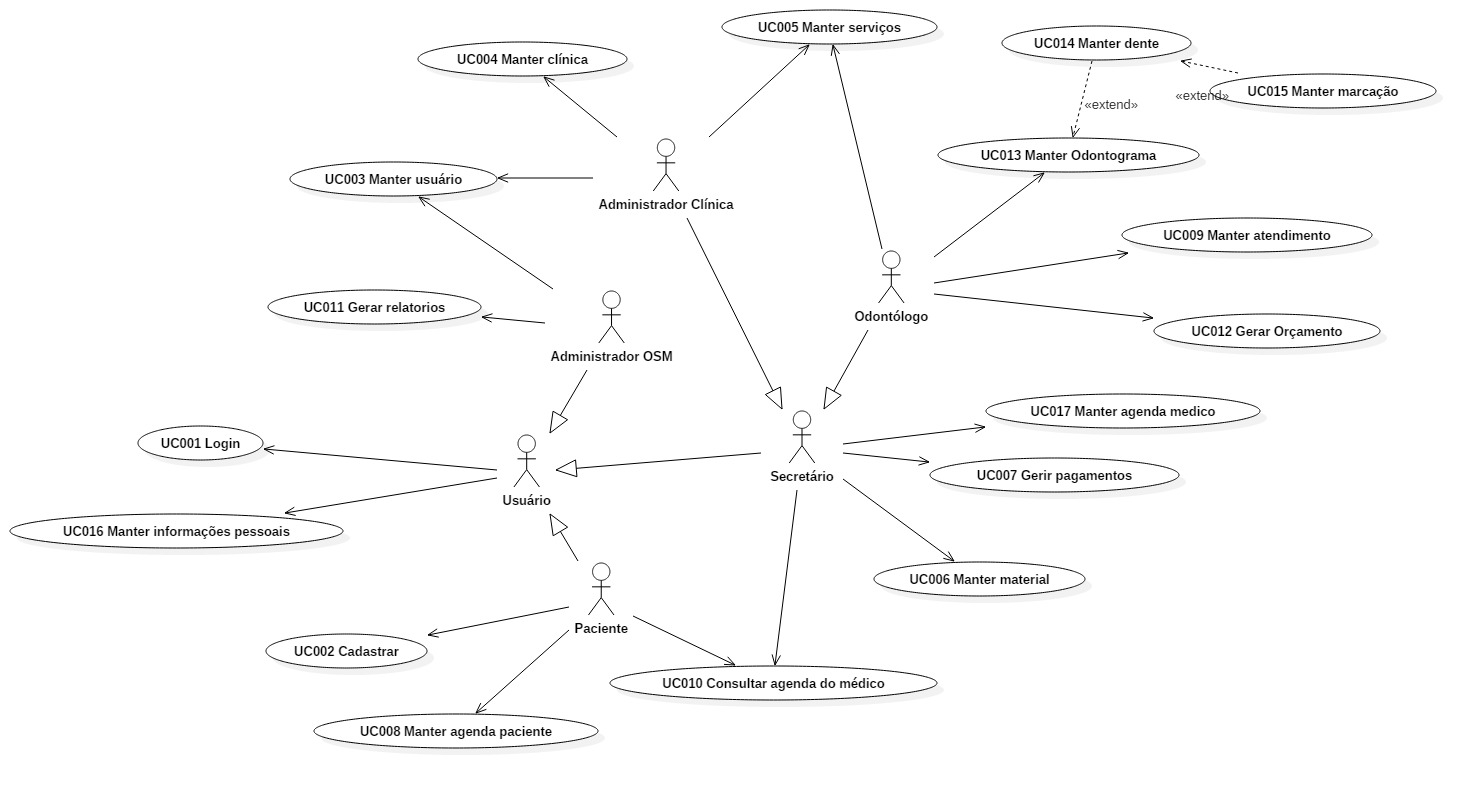 UC005 Manter serviços
UC014 Manter dente
UC004 Manter clínica
UC015 Manter marcação
«extend»
«extend»
UC013 Manter Odontograma
UC003 Manter usuário
Administrador Clínica
UC009 Manter atendimento
UC011 Gerar relatorios
Odontólogo
UC012 Gerar Orçamento
Administrador OSM
UC017 Manter agenda medico
UC001 Login
Secretário
UC007 Gerir pagamentos
Usuário
UC016 Manter informações pessoais
UC006 Manter material
Paciente
UC002 Cadastrar
UC010 Consultar agenda do médico
UC008 Manter agenda paciente